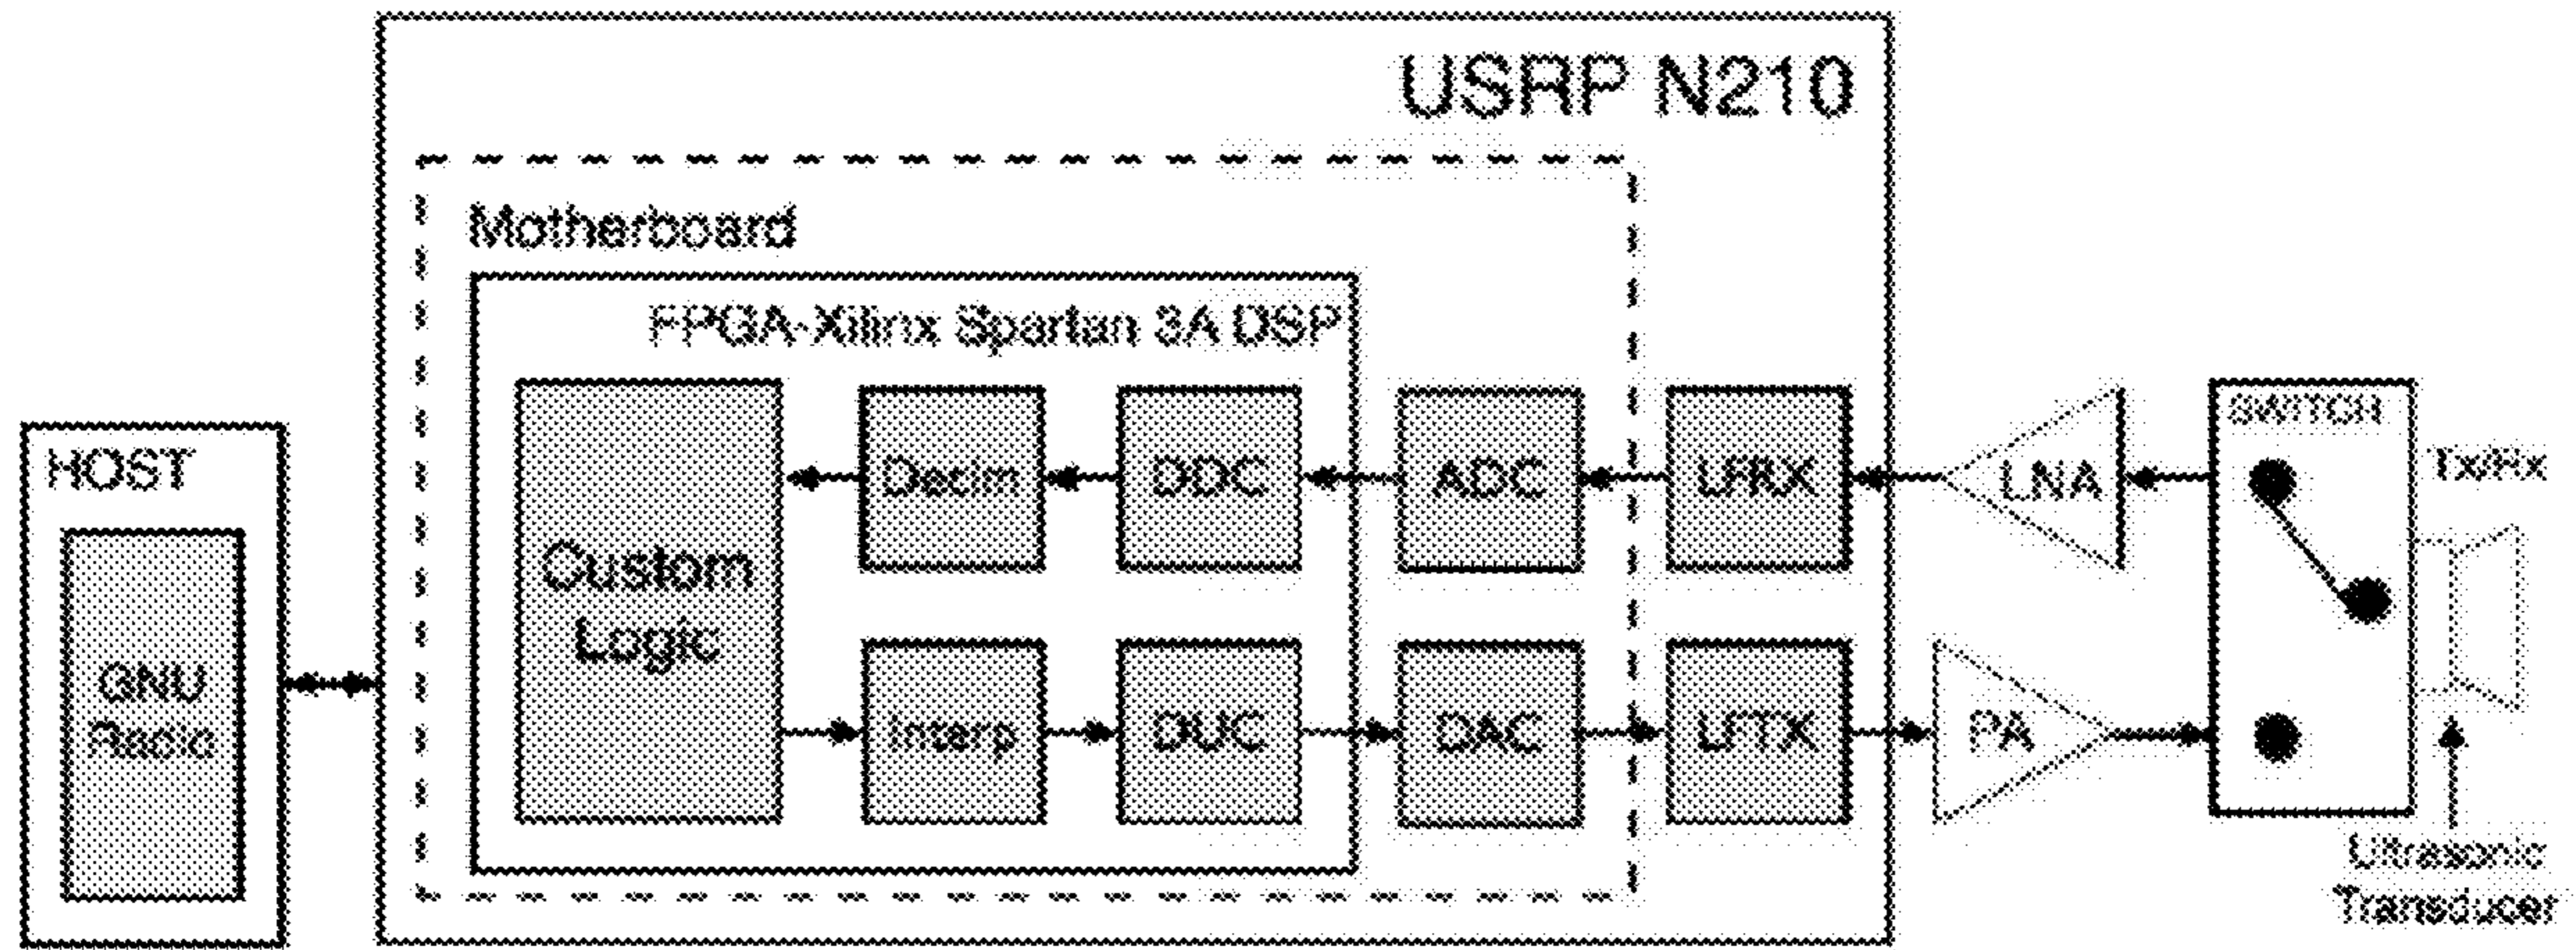 USRP N210
Motherboard
FPGA-Xilinx Spartan 3A DSP
HOST
GNU
Radio
Custom
Logic
Decim
DDC
ADC
LFRX
LNA
SWITCH
Tx/Rx
Interp
DUC
DAC
LFTX
PA
Ultrasonic
Transducer